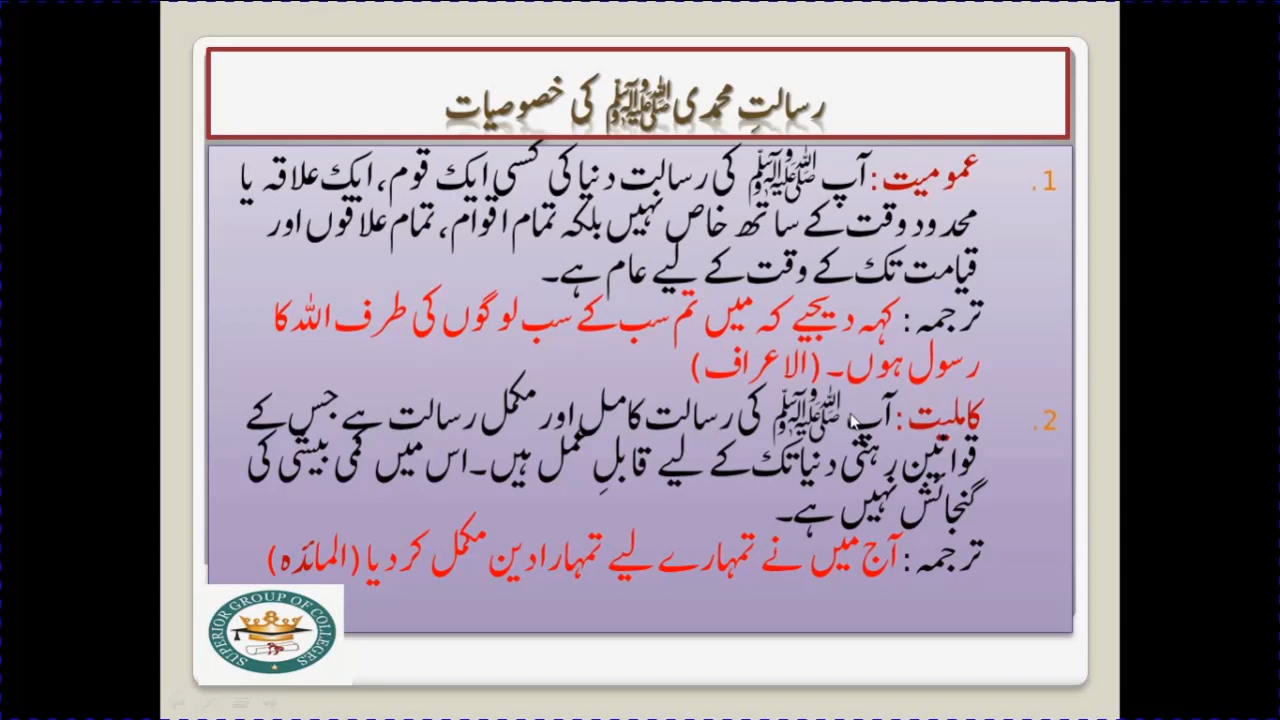 رسالتِ محمدی ﷺ کی خصوصیات
1. عمومیت: آپ ﷺ کی رسالت دنیا کی کسی ایک قوم، ایک علاقہ یا
محدود وقت کے ساتھ خاص نہیں بلکہ تمام اقوام، تمام علاقوں اور
قیامت تک کے وقت کے لیے عام ہے۔
ترجمہ: کہہ دیجیے کہ میں تم سب کے سب لوگوں کی طرف اللہ کا
رسول ہوں۔ (الاعراف)
2. کاملیت: آپ ﷺ کی رسالت کامل اور مکمل رسالت ہے جس کے
قوانین رہتی دنیا تک کے لیے قابلِ عمل ہیں۔ اس میں کمی بیشی کی
گنجائش نہیں ہے۔
ترجمہ: آج میں نے تمہارے لیے تمہارا دین مکمل کر دیا (المائدہ)
SUPERIOR GROUP OF COLLEGES